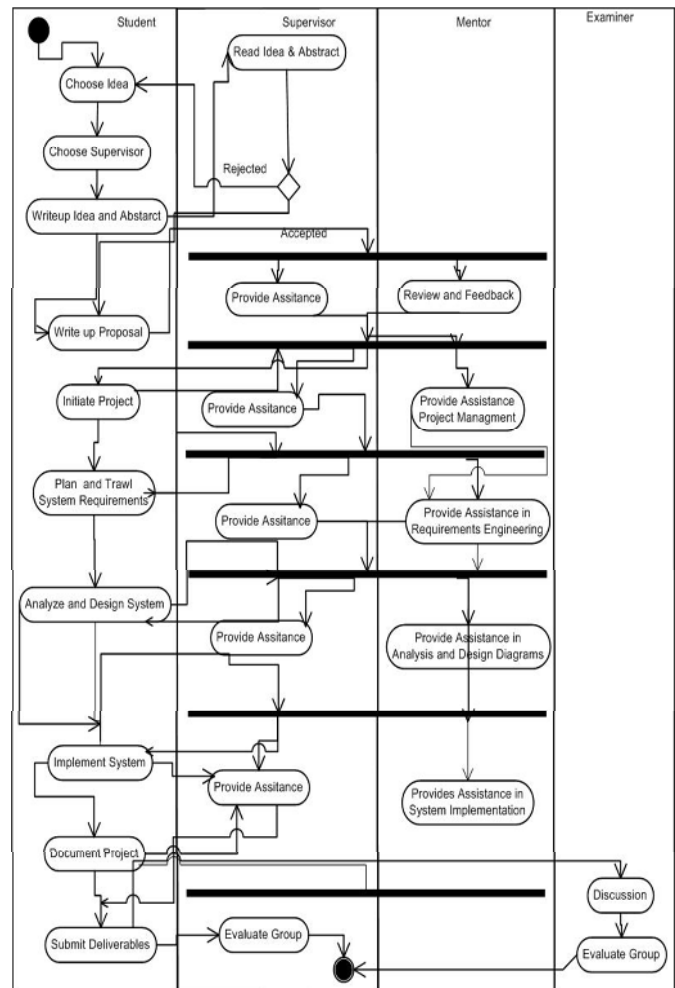 Student
Supervisor
Mentor
Examiner
Read Idea & Abstract
Choose Idea
Choose Supervisor
Rejected
Writeup Idea and Abstarct
Accepted
Provide Assitance
Review and Feedback
Write up Proposal
Initiate Project
Provide Assitance
Provide Assistance
Project Managment
Plan and Trawl
System Requirements
Provide Assitance
Provide Assistance in
Requirements Engineering
Analyze and Design System
Provide Assitance
Provide Assistance in
Analysis and Design Diagrams
Implement System
Provide Assitance
Provides Assistance in
System Implementation
Document Project
Discussion
Submit Deliverables
Evaluate Group
Evaluate Group